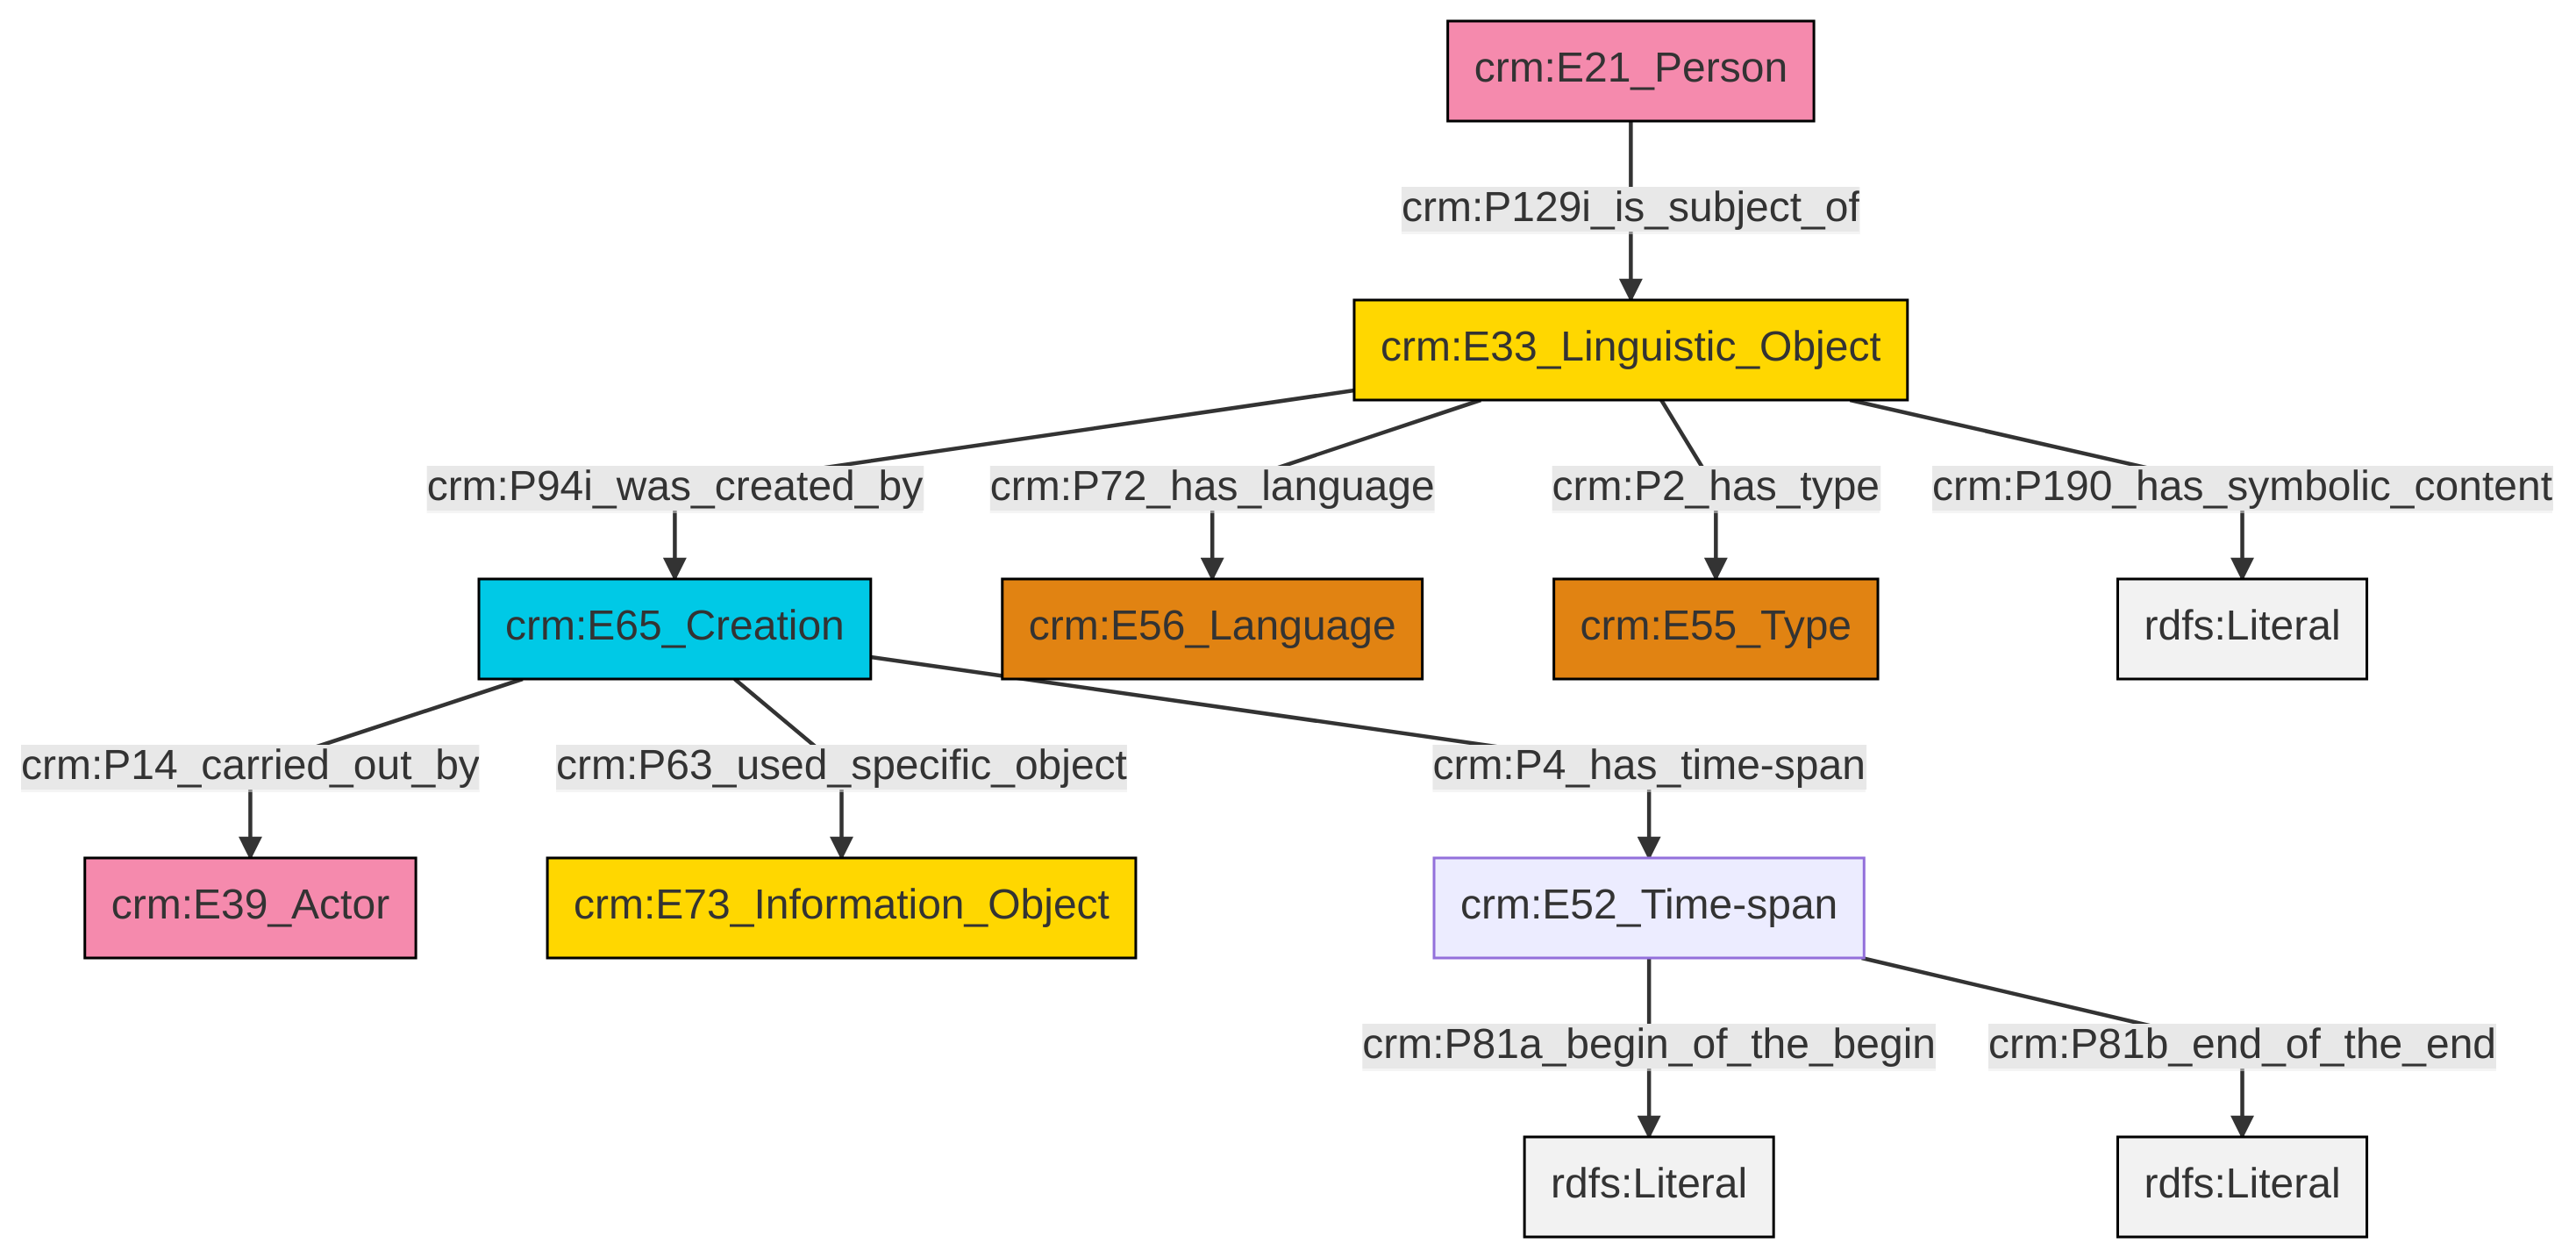 crm:E21_Person
crm:P129i_is_subject_of
crm:E33_Linguistic_Object
crm:P94i_was_created_by
crm:P72_has_language
crm:P2_has_type
crm:P190_has_symbolic_content
crm:E65_Creation
crm:E56_Language
crm:E55_Type
rdfs:Literal
crm:P14_carried_out_by
crm:P63_used_specific_object
crm:P4_has_time-span
crm:E39_Actor
crm:E73_Information_Object
crm:E52_Time-span
crm:P81a_begin_of_the_begin
crm:P81b_end_of_the_end
rdfs:Literal
rdfs:Literal